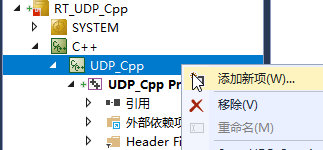 RT_UDP_Cpp
SYSTEM
C++
UDP_Cpp
添加新项(W)...
UDP_Cpp Pr
移除(V)
引用
重命名(M)
外部依赖项
Header Fi